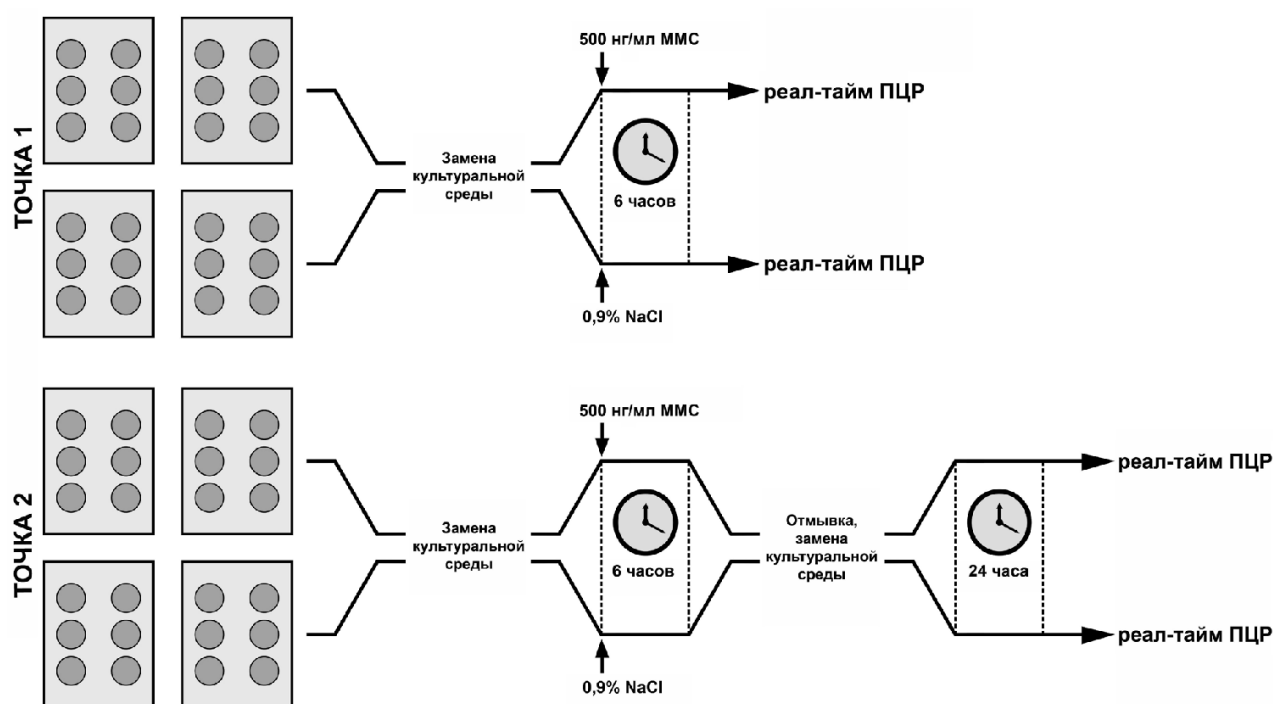 ТОЧКА 1
500 нг/мл ММС
реал-тайм ПЦР
Замена
культуральной
среды
6 часов
реал-тайм ПЦР
0,9% NaCl
ТОЧКА 2
500 нг/мл ММС
реал-тайм ПЦР
Замена
культуральной
среды
6 часов
Отмывка,
замена
культуральной
среды
24 часа
реал-тайм ПЦР
0,9% NaCl